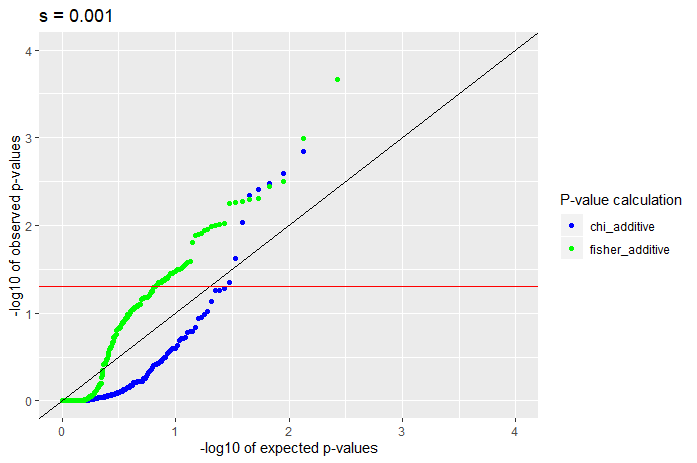 s = 0.001
4
3
2
1
0
-log10 of observed p-values
0
1
2
3
4
-log10 of expected p-values
P-value calculation
chi_additive
fisher_additive